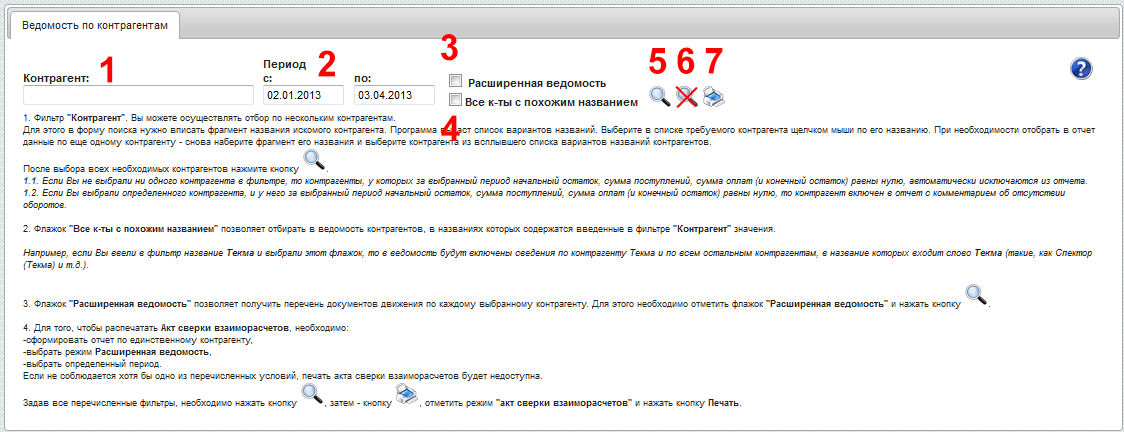 Ведомость по контрагентам
3
Период 2 5 6 7
Контрагент: 1 с: по: Расширенная ведомость
02.01.2013 03.04.2013 Все к-ты с похожим названием
4
1. Фильтр "Контрагент". Вы можете осуществлять отбор по нескольким контрагентам.
Для этого в форму поиска нужно вписать фрагмент названия искомого контрагента. Программа ст список вариантов названий. Выберите в списке требуемого контрагента щелчком мыши по его названию. При необходимости отобрать в отчет
данные по еще одному контрагенту - снова наберите фрагмент его названия и выберите контрагента из всплывшего списка вариантов названий контрагентов.
После выбора всех необходимых контрагентов нажмите кнопку .
1.1. Если Вы не выбрали ни одного контрагента в фильтре, то контрагенты, у которых за выбранный период начальный остаток, сумма поступлений, сумма оплат (и конечный остаток) равны нулю, автоматически исключаются из отчета.
1.2. Если Вы выбрали определенного контрагента, и у него за выбранный период начальный остаток, сумма поступлений, сумма оплат (и конечный остаток) равны нулю, то контрагент включен в отчет с комментарием об отсутствии
оборотов.
2. Флажок "Все к-ты с похожим названием" позволяет отбирать в ведомость контрагентов, в названиях которых содержатся введенные в фильтре "Контрагент" значения.
Например, если Вы ввели в фильтр название Текма и выбрали этот флажок, то в ведомость будут включены сведения по контрагенту Текма и по всем остальным контрагентам, в название которых входит слово Текма (такие, как Спектор
(Текма) и т.д.).
3. Флажок "Расширенная ведомость" позволяет получить перечень документов движения по каждому выбранному контрагенту. Для этого необходимо отметить флажок "Расширенная ведомость" и нажать кнопку .
4. Для того, чтобы распечатать Акт сверки взаиморасчетов, необходимо:
-сформировать отчет по единственному контрагенту,
-выбрать режим Расширенная ведомость,
-выбрать определенный период.
Если не соблюдается хотя бы одно из перечисленных условий, печать акта сверки взаиморасчетов будет недоступна.
Задав все перечисленные фильтры, необходимо нажать кнопку , затем - кнопку , отметить режим "акт сверки взаиморасчетов" и нажать кнопку Печать.